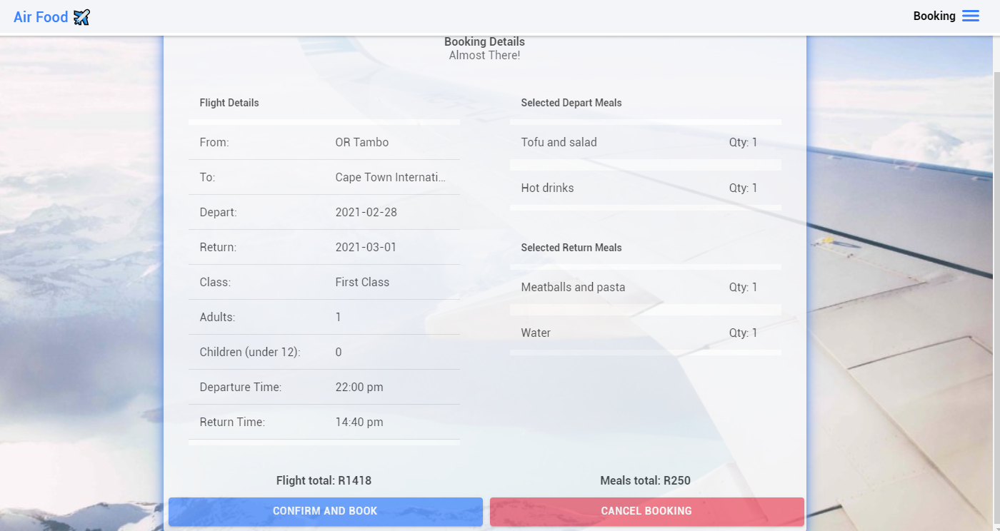 Air Food
Booking
Booking Details
Almost There!
Flight Details
From: OR Tambo
To: Cape Town Internati...
Depart: 2021-02-28
Return: 2021-03-01
Class: First Class
Adults: 1
Children (under 12): 0
Departure Time: 22:00 pm
Return Time: 14:40 pm
Selected Depart Meals
Tofu and salad Qty: 1
Hot drinks Qty: 1
Selected Return Meals
Meatballs and pasta Qty: 1
Water Qty: 1
Flight total: R1418
Meals total: R250
CONFIRM AND BOOK
CANCEL BOOKING